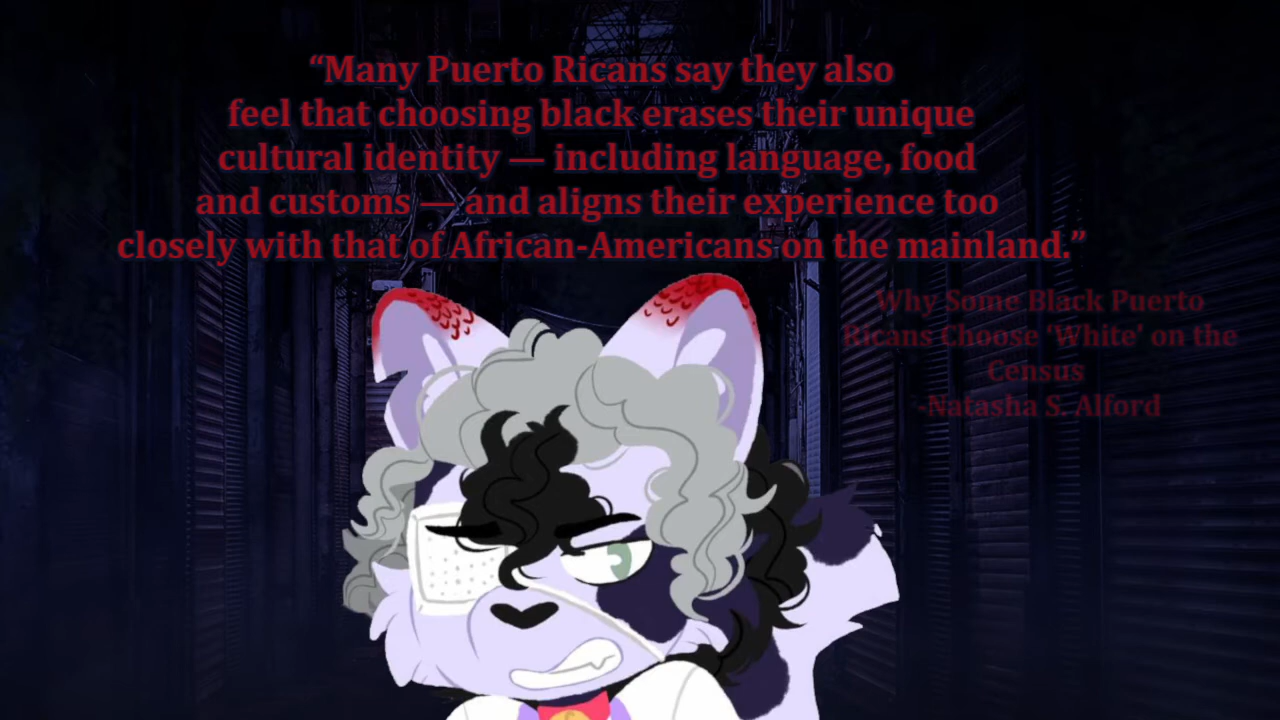 “Many Puerto Ricans say they also
feel that choosing black erases their unique
cultural identity — including language, food
and customs — and aligns their experience too
closely with that of African-Americans on the mainland.”
Why Some Black Puerto
Ricans Choose ‘White’ on the
Census
-Natasha S. Alford